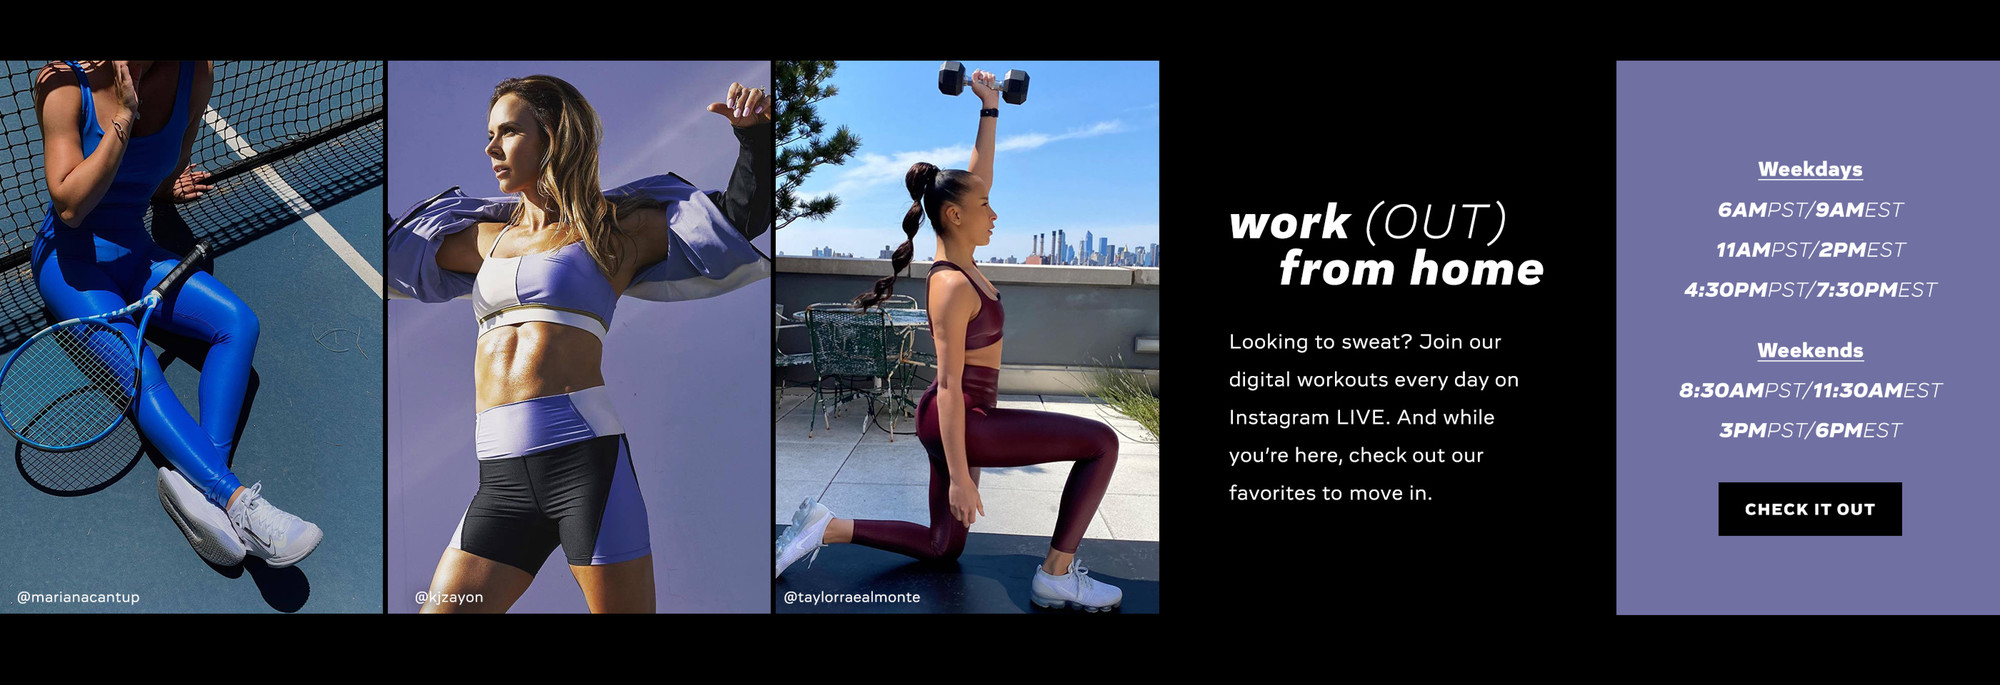 @marianacantup
@kjzayon
@taylorraealmonte
work (OUT)
from home
Looking to sweat? Join our
digital workouts every day on
Instagram LIVE. And while
you’re here, check out our
favorites to move in.
Weekdays
6AMPST/9AMEST
11AMPST/2PMEST
4:30PMPST/7:30PMEST
Weekends
8:30AMPST/11:30AMEST
3PMPST/6PMEST
CHECK IT OUT